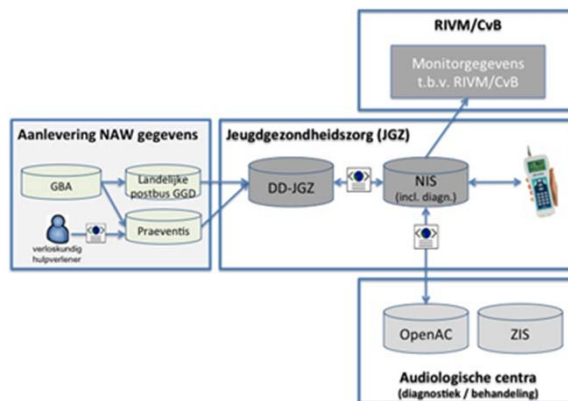 RIVM/CvB
Monitorgegevens
t.b.v. RIVM/CvB
Aanlevering NAW gegevens
GBA
Landelijke
postbus GGD
Praeventis
verloskundig
hulpverlener
Jeugdgezondheidszorg (JGZ)
DD-JGZ
NIS
(incl. diagn.)
OpenAC
ZIS
Audiologische centra
(diagnostiek / behandeling)